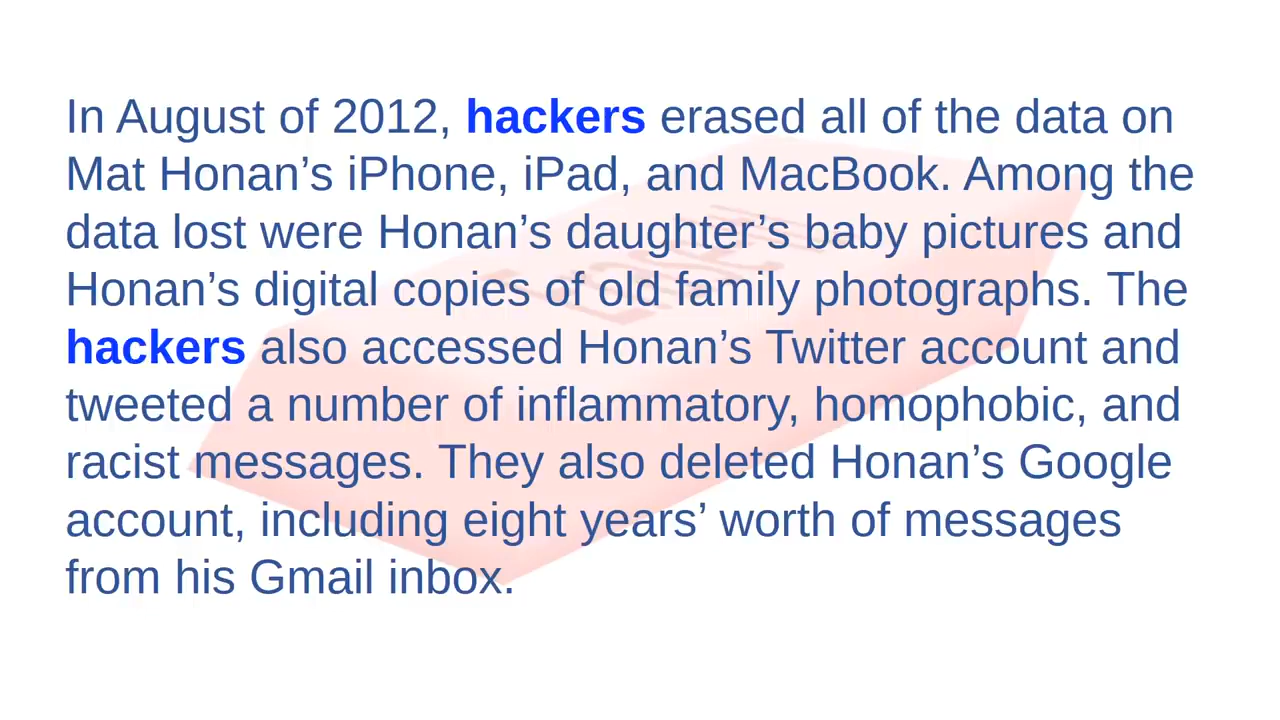 In August of 2012, hackers erased all of the data on
Mat Honan’s iPhone, iPad, and MacBook. Among the
data lost were Honan’s daughter’s baby pictures and
Honan’s digital copies of old family photographs. The
hackers also accessed Honan’s Twitter account and
tweeted a number of inflammatory, homophobic, and
racist messages. They also deleted Honan’s Google
account, including eight years’ worth of messages
from his Gmail inbox.